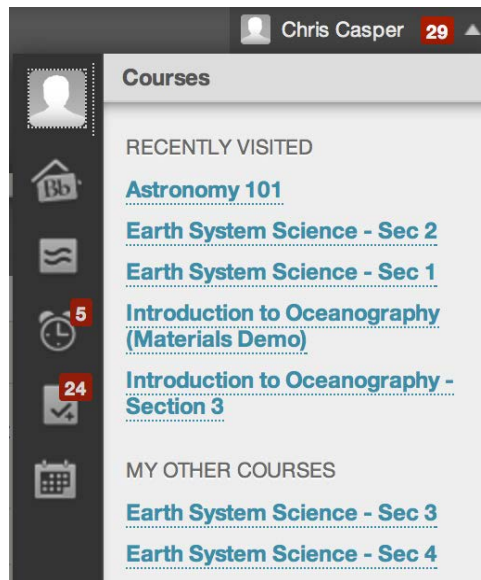 Chris Casper 29
Courses
RECENTLY VISITED
Astronomy 101
Bb
Earth System Science - Sec 2
Earth System Science - Sec 1
5
Introduction to Oceanography
(Materials Demo)
24
Introduction to Oceanography -
Section 3
MY OTHER COURSES
Earth System Science - Sec 3
Earth System Science - Sec 4